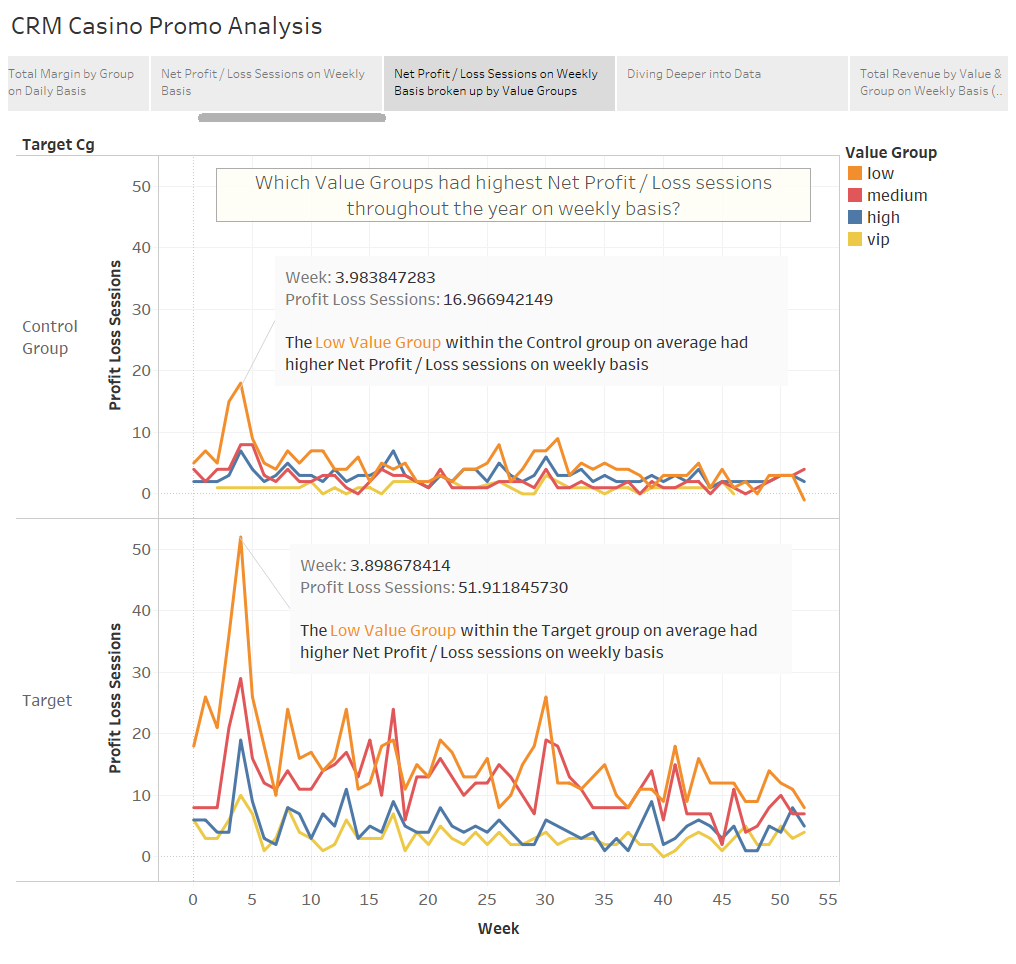 CRM Casino Promo Analysis
Total Margin by Group
on Daily Basis
Net Profit / Loss Sessions on Weekly
Basis
Net Profit / Loss Sessions on Weekly
Basis broken up by Value Groups
Diving Deeper into Data
Total Revenue by Value &
Group on Weekly Basis (..
Target Cg
Value Group
low
medium
high
vip
Which Value Groups had highest Net Profit / Loss sessions
throughout the year on weekly basis?
Control
Group
Profit Loss Sessions
50
40
30
20
10
0
Week: 3.983847283
Profit Loss Sessions: 16.966942149
The Low Value Group within the Control group on average had
higher Net Profit / Loss sessions on weekly basis
Target
Profit Loss Sessions
50
40
30
20
10
0
Week: 3.898678414
Profit Loss Sessions: 51.911845730
The Low Value Group within the Target group on average had
higher Net Profit / Loss sessions on weekly basis
0 5 10 15 20 25 30 35 40 45 50 55
Week